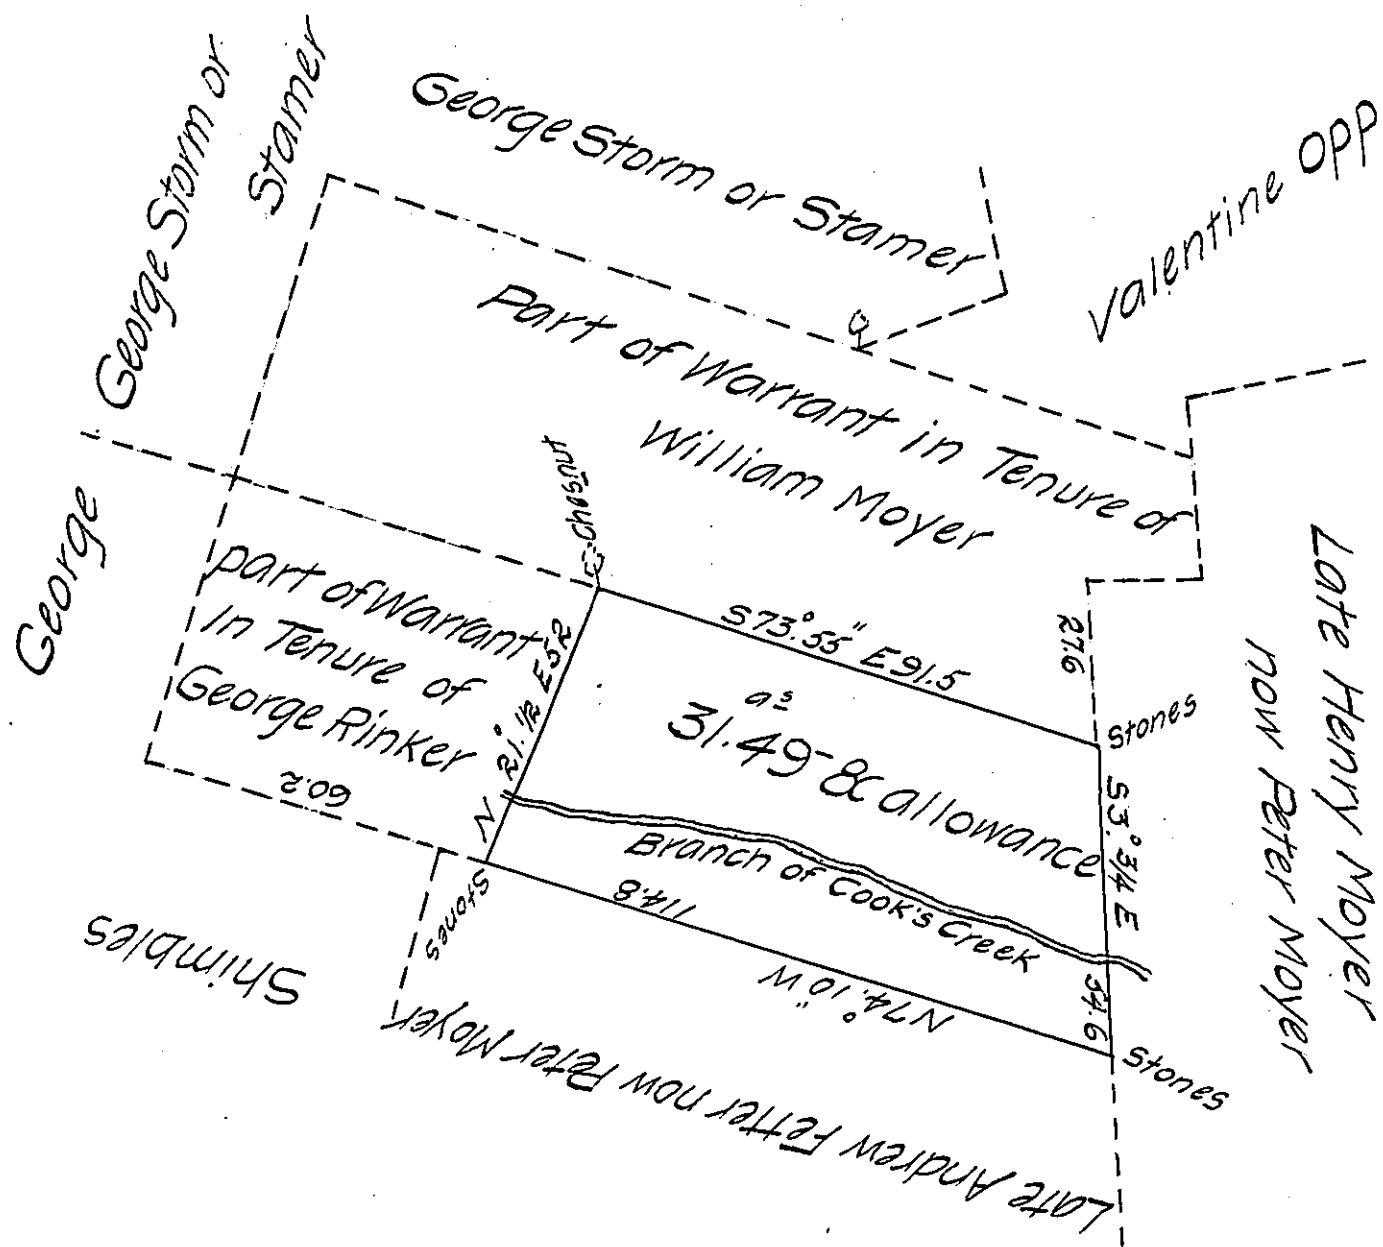 George Storm or
Stamer
George Storm or Stamer
Valentine Opp
Part of Warrant in Tenure of
William Moyer
Chesnut
George
part of Warrant
In Tenure of
George Rinker
60.2
N 21.°1/2 E 52
S73.°55" E 91.5
27.6
Stones
31.49 - & allowance
as
Branch of Cook's Creek
S3.°3/4 E
54.6
Stones
114.8
N74.°10" W
Stones
Late Henry Moyer
now Peter Moyer
Shimbles
Late Andrew Fetter now Peter Moyer